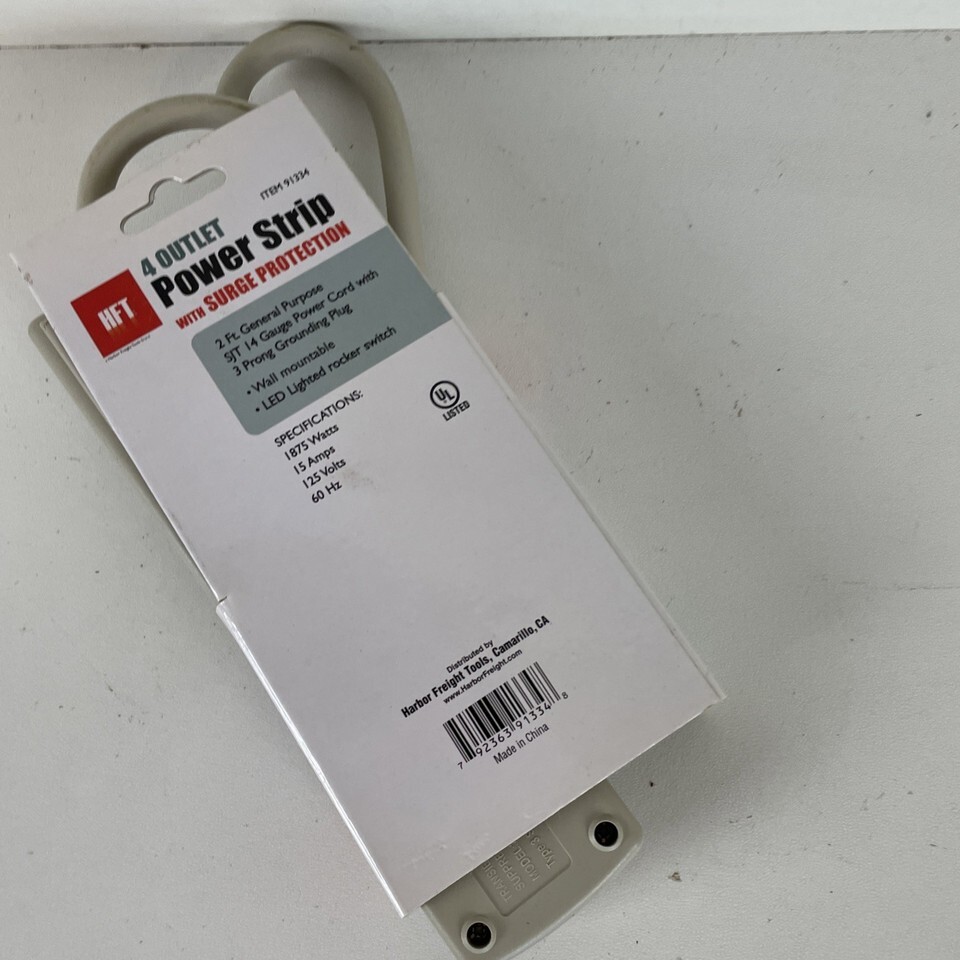 ITEM 91334
4 OUTLET
Power Strip
WITH SURGE PROTECTION
HFT
2 Ft. General Purpose
SJT 14 Gauge Power Cord with
3 Prong Grounding Plug
• Wall mountable
• LED Lighted rocker switch
SPECIFICATIONS:
1875 Watts
15 Amps
125 Volts
60 Hz
UL
LISTED
Distributed by
Harbor Freight Tools, Camarillo, CA
www.HarborFreight.com
7 92363 91334 8
Made in China
MODEL